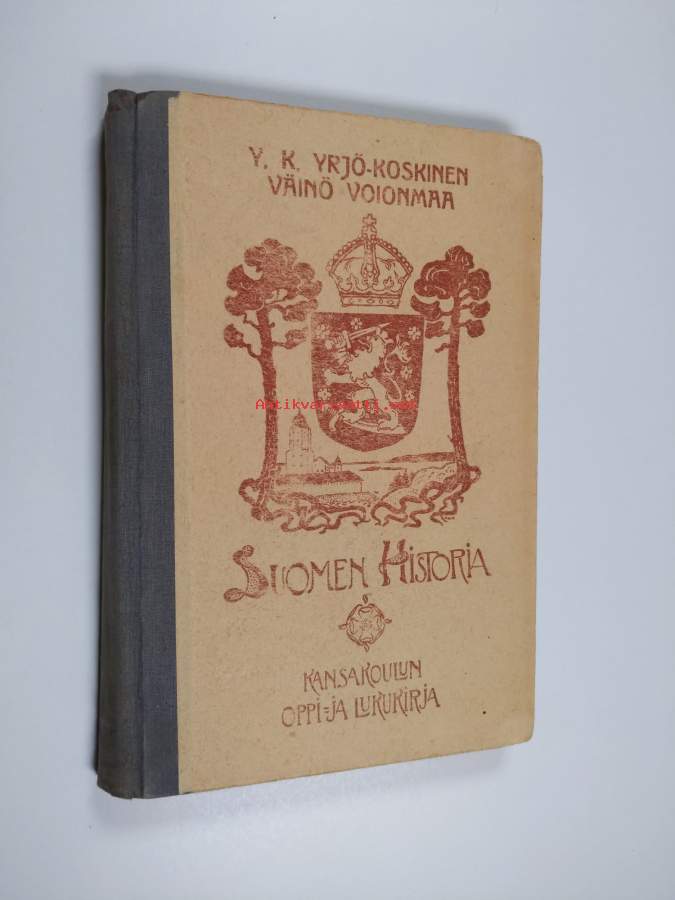 Y. K. YRJÖ-KOSKINEN
VÄINÖ VOIONMAA
Antikvariaatti.net
SUOMEN HISTORIA
KANSAKOULUN
OPPI- JA LUKUKIRJA